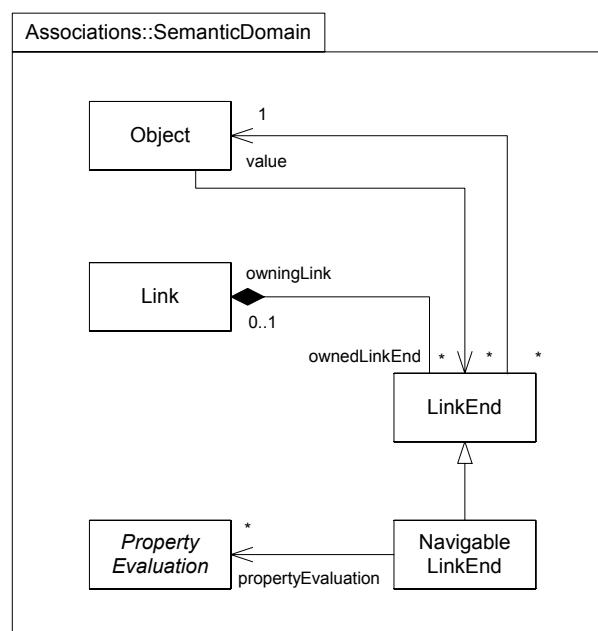 Associations::SemanticDomain
1
Object
value
owningLink
Link
0..1
ownedLinkEnd
* * *
LinkEnd
*
Property
Evaluation
propertyEvaluation
Navigable
LinkEnd